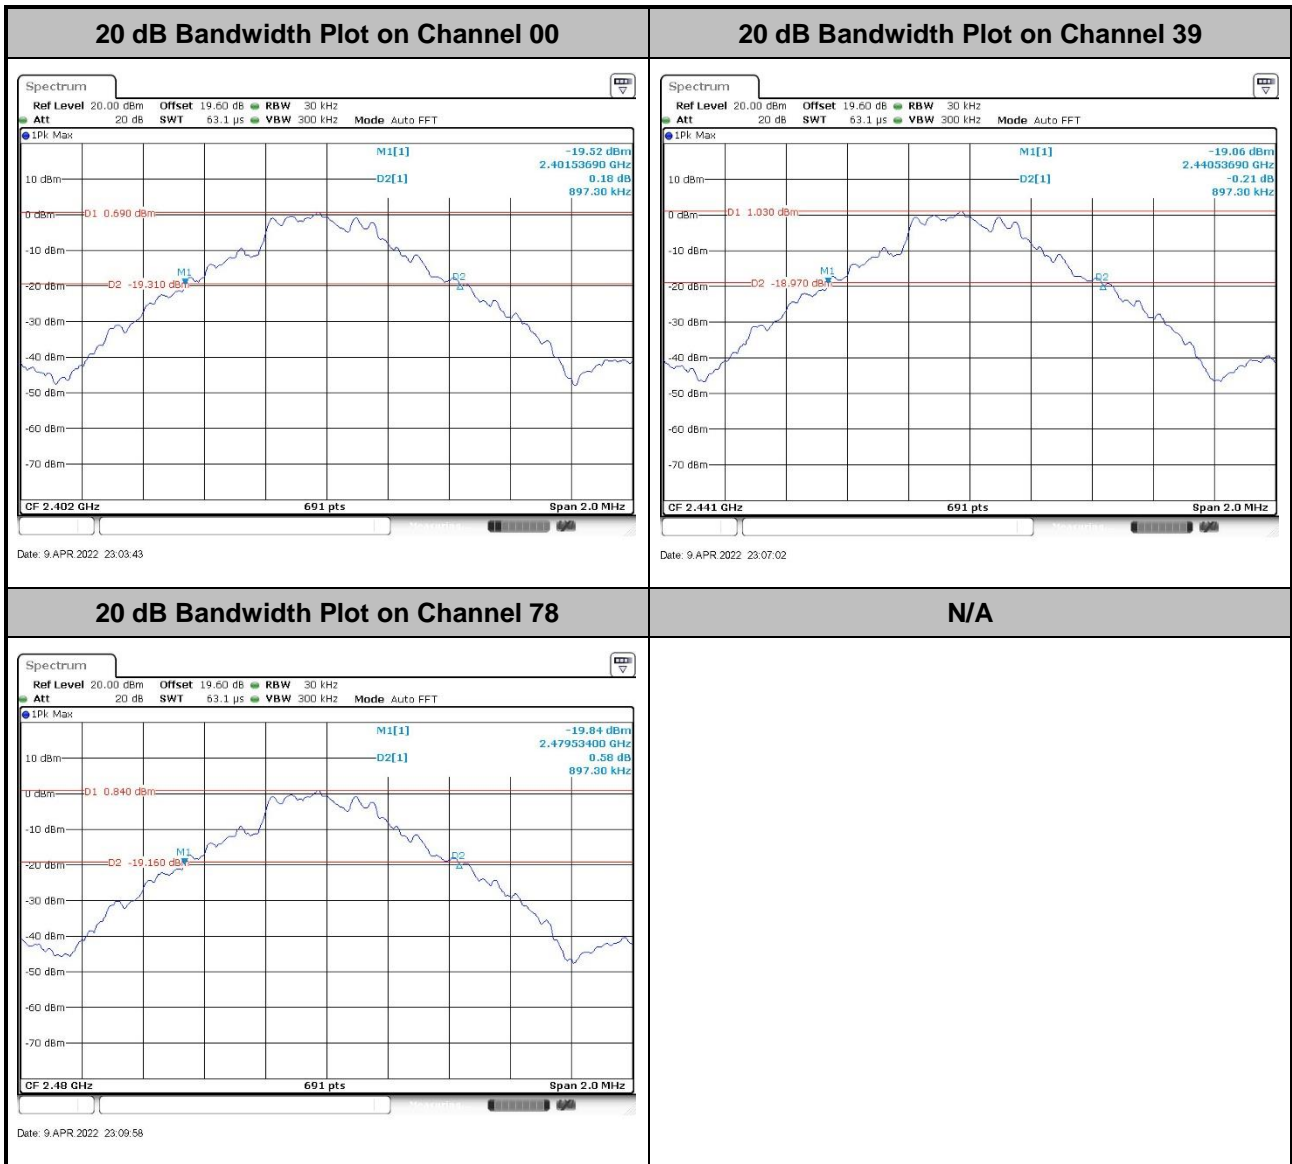 20 dB Bandwidth Plot on Channel 00
20 dB Bandwidth Plot on Channel 39
Spectrum
Ref Level 20.00 dBm Offset 19.60 dB RBW 30 kHz
Att 20 dB SWT 63.1 µs VBW 300 kHz Mode Auto FFT
1Pk Max
M1[1] -19.52 dBm
2.40153690 GHz
10 dBm D2[1] 0.18 dB
897.30 kHz
0 dBm D1 0.690 dBm
-10 dBm
M1
D2
-20 dBm D2 -19.310 dBm
-30 dBm
-40 dBm
-50 dBm
-60 dBm
-70 dBm
CF 2.402 GHz 691 pts Span 2.0 MHz
Date: 9.APR.2022 23:03:43
Spectrum
Ref Level 20.00 dBm Offset 19.60 dB RBW 30 kHz
Att 20 dB SWT 63.1 µs VBW 300 kHz Mode Auto FFT
1Pk Max
M1[1] -19.06 dBm
2.44053690 GHz
10 dBm D2[1] -0.21 dB
897.30 kHz
0 dBm D1 1.030 dBm
-10 dBm
M1
D2
-20 dBm D2 -18.970 dBm
-30 dBm
-40 dBm
-50 dBm
-60 dBm
-70 dBm
CF 2.441 GHz 691 pts Span 2.0 MHz
Date: 9.APR.2022 23:07:02
20 dB Bandwidth Plot on Channel 78
N/A
Spectrum
Ref Level 20.00 dBm Offset 19.60 dB RBW 30 kHz
Att 20 dB SWT 63.1 µs VBW 300 kHz Mode Auto FFT
1Pk Max
M1[1] -19.84 dBm
2.47953400 GHz
10 dBm D2[1] 0.58 dB
897.30 kHz
0 dBm D1 0.840 dBm
-10 dBm
M1
D2
-20 dBm D2 -19.160 dBm
-30 dBm
-40 dBm
-50 dBm
-60 dBm
-70 dBm
CF 2.48 GHz 691 pts Span 2.0 MHz
Date: 9.APR.2022 23:09:58